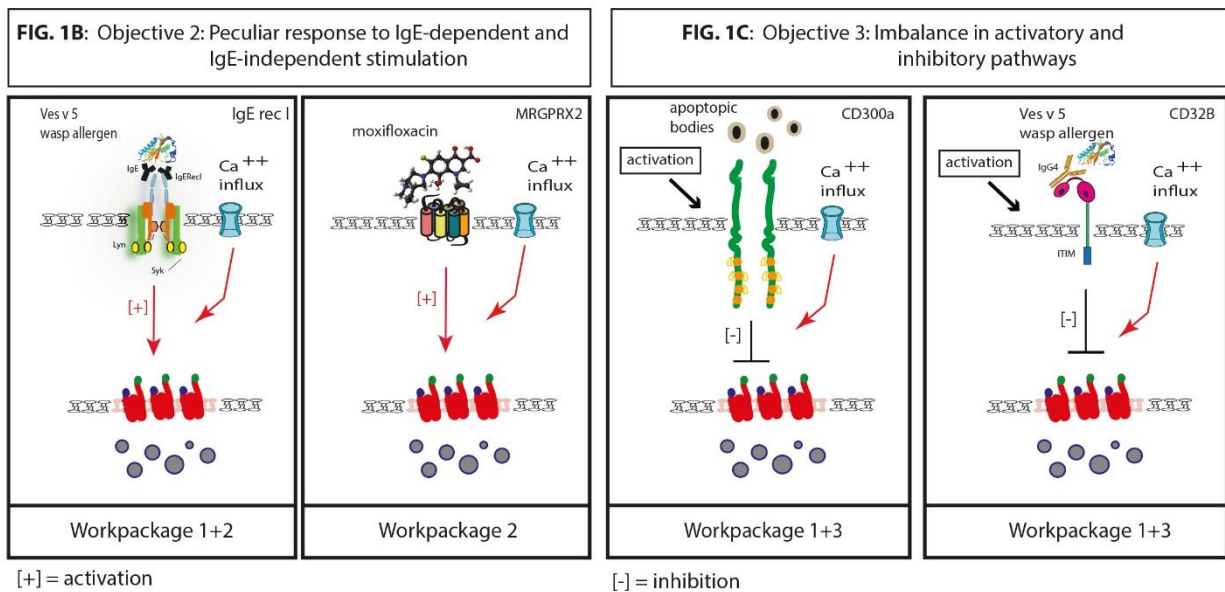 FIG. 1B: Objective 2: Peculiar response to IgE-dependent and
IgE-independent stimulation
Ves v 5
wasp allergen
IgE rec I
IgE
IgERecI
Ca ++
influx
Lyn
Syk
[+]
Workpackage 1+2
MRGPRX2
moxifloxacin
Ca ++
influx
[+]
Workpackage 2
[+] = activation
FIG. 1C: Objective 3: Imbalance in activatory and
inhibitory pathways
apoptopic
bodies
CD300a
activation
Ca ++
influx
[-]
Workpackage 1+3
Ves v 5
wasp allergen
CD32B
IgG4
activation
Ca ++
influx
ITIM
[-]
Workpackage 1+3
[-] = inhibition